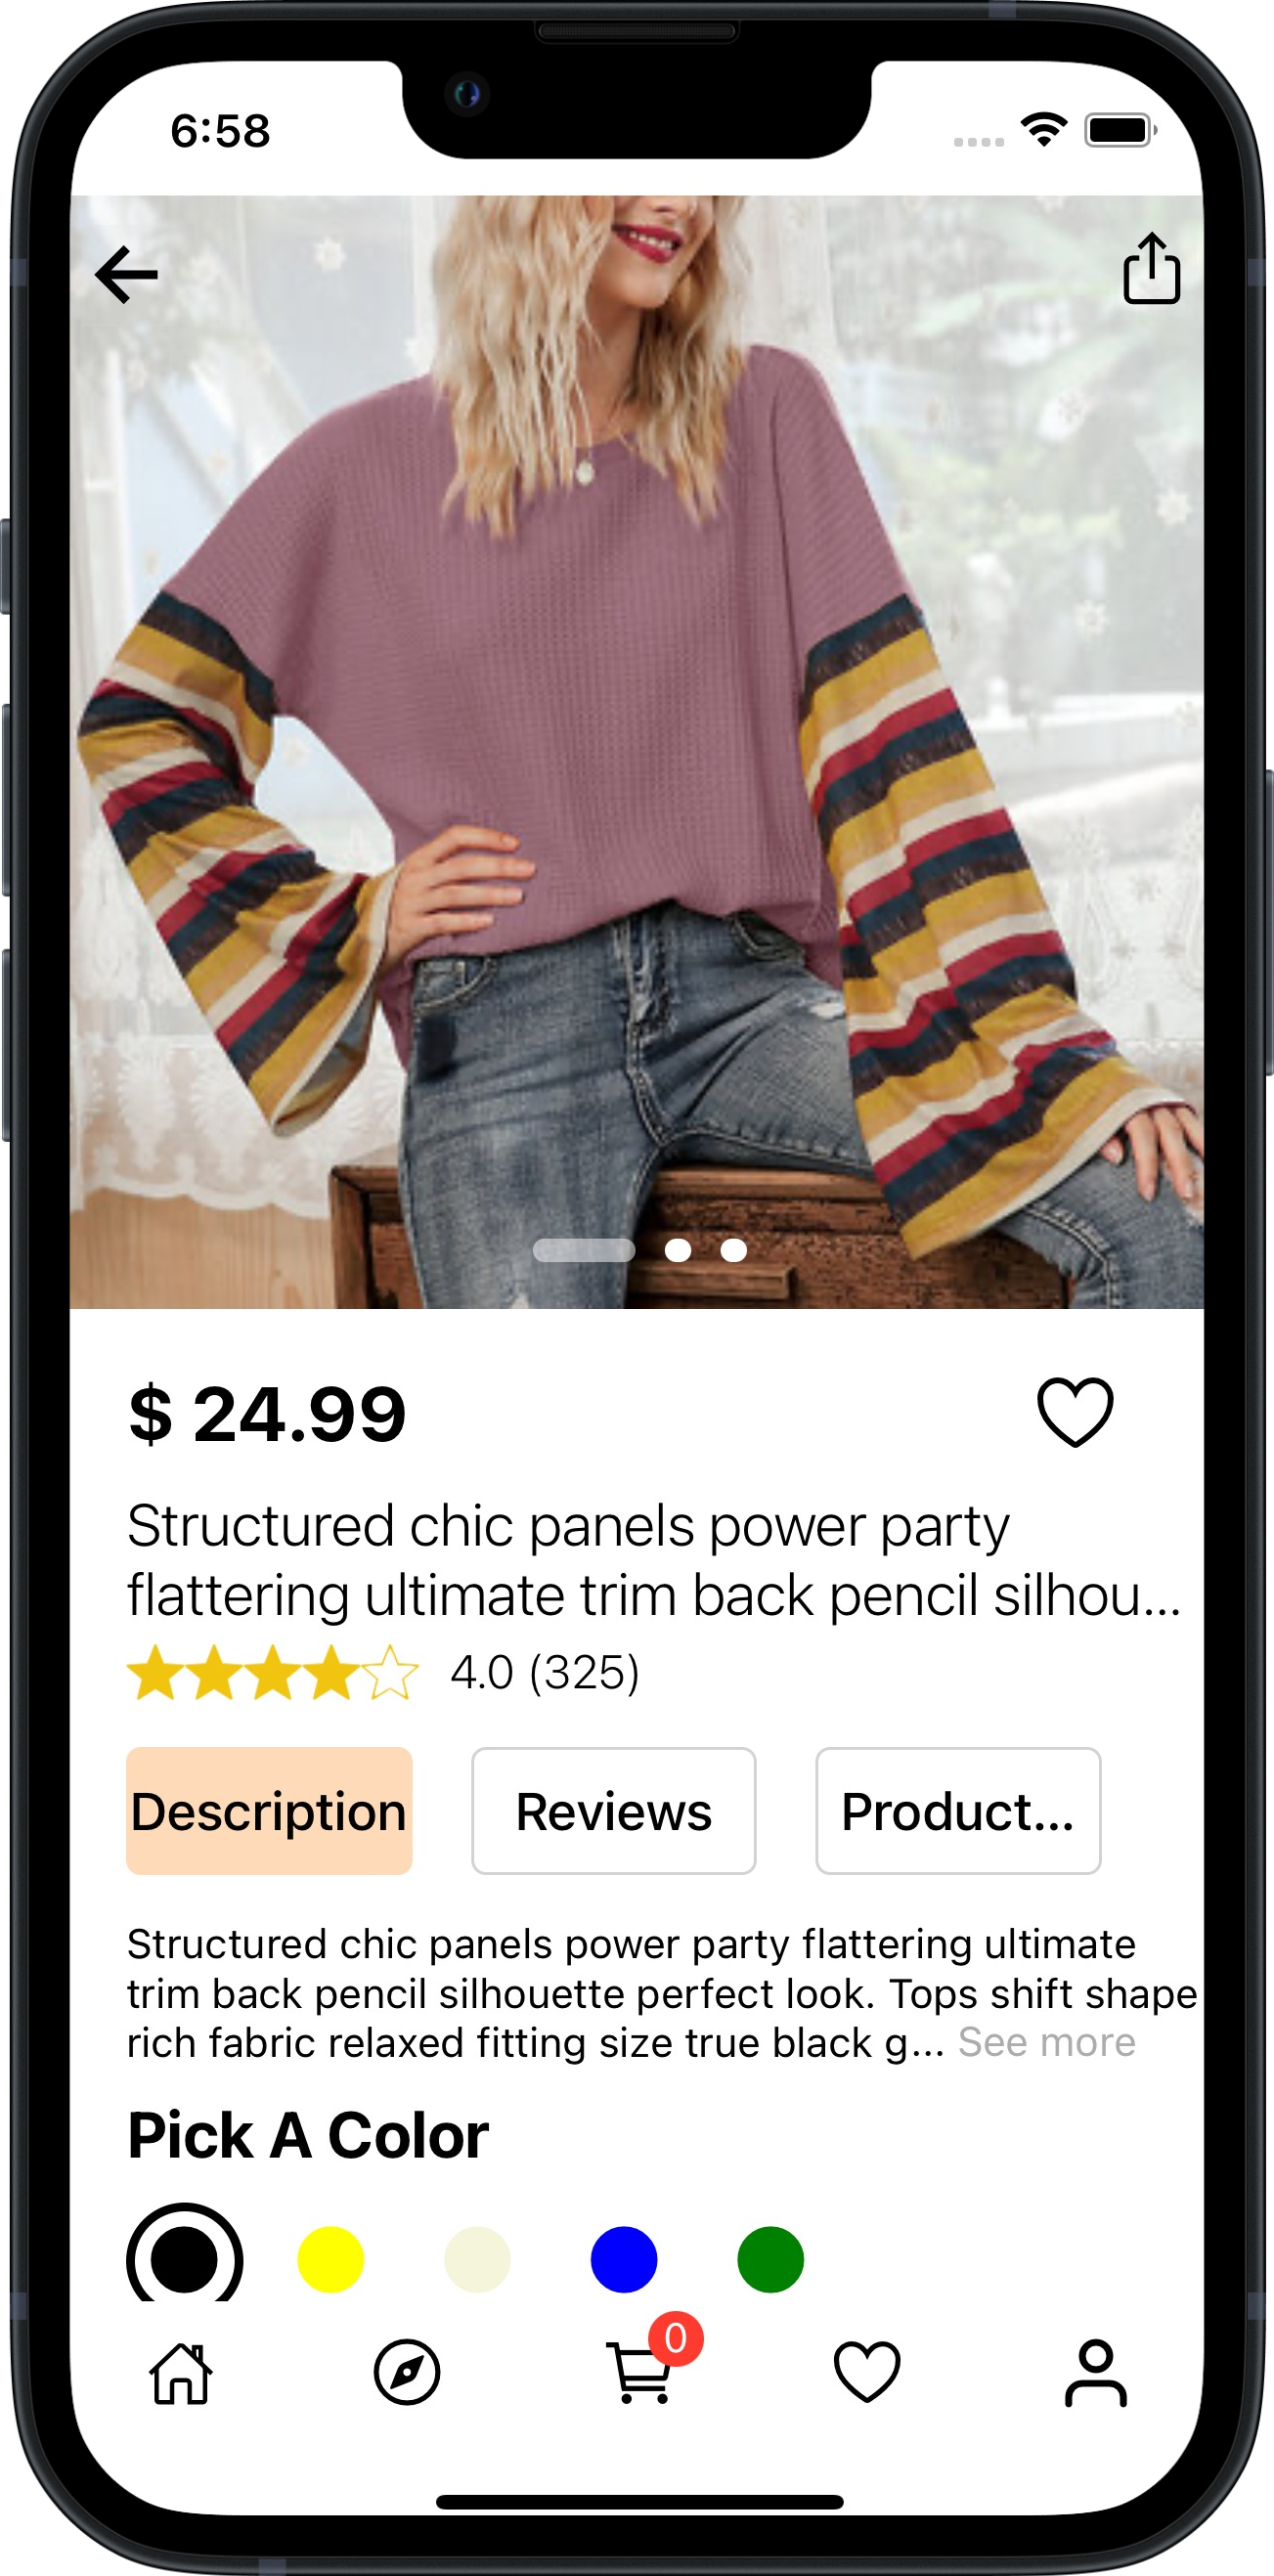 6:58
$ 24.99
Structured chic panels power party
flattering ultimate trim back pencil silhou...
4.0 (325)
Description
Reviews
Product...
Structured chic panels power party flattering ultimate
trim back pencil silhouette perfect look. Tops shift shape
rich fabric relaxed fitting size true black g... See more
Pick A Color
0